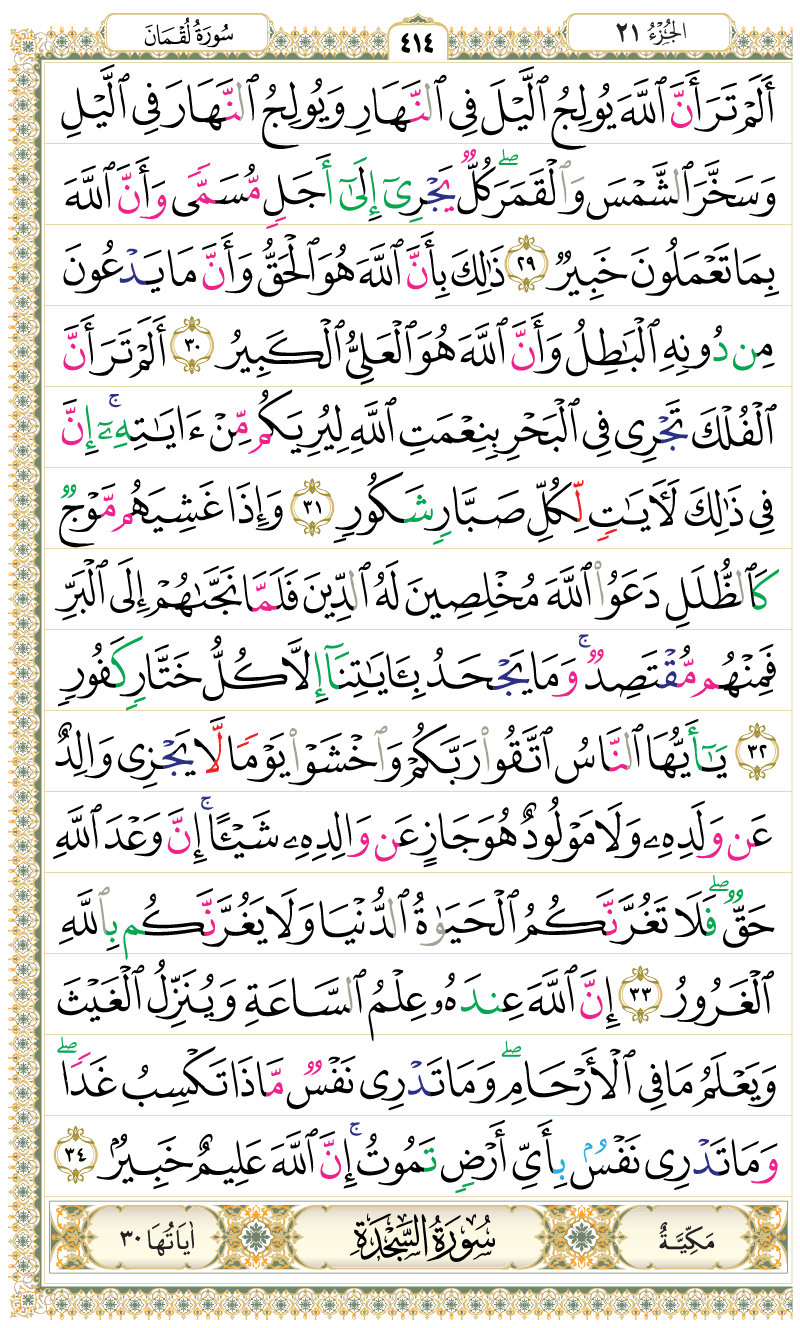 الجُزْءُ ٢١
٤١٤
سُورَةُ لُقْمَانَ
أَلَمْ تَرَ أَنَّ ٱللَّهَ يُولِجُ ٱلَّيْلَ فِى ٱلنَّهَارِ وَيُولِجُ ٱلنَّهَارَ فِى ٱلَّيْلِ
وَسَخَّرَ ٱلشَّمْسَ وَٱلْقَمَرَۖ كُلٌّ يَجْرِىٓ إِلَىٰٓ أَجَلٍ مُّسَمًّى وَأَنَّ ٱللَّهَ
بِمَا تَعْمَلُونَ خَبِيرٌ ٢٩ ذَٰلِكَ بِأَنَّ ٱللَّهَ هُوَ ٱلْحَقُّ وَأَنَّ مَا يَدْعُونَ
مِن دُونِهِ ٱلْبَٰطِلُ وَأَنَّ ٱللَّهَ هُوَ ٱلْعَلِىُّ ٱلْكَبِيرُ ٣٠ أَلَمْ تَرَ أَنَّ
ٱلْفُلْكَ تَجْرِى فِى ٱلْبَحْرِ بِنِعْمَتِ ٱللَّهِ لِيُرِيَكُم مِّنْ ءَايَٰتِهِۦٓۚ إِنَّ
فِى ذَٰلِكَ لَـَٔايَٰتٍ لِّكُلِّ صَبَّارٍ شَكُورٍ ٣١ وَإِذَا غَشِيَهُم مَّوْجٌ
كَٱلظُّلَلِ دَعَوُا۟ ٱللَّهَ مُخْلِصِينَ لَهُ ٱلدِّينَ فَلَمَّا نَجَّىٰهُمْ إِلَى ٱلْبَرِّ
فَمِنْهُم مُّقْتَصِدٌۚ وَمَا يَجْحَدُ بِـَٔايَٰتِنَآ إِلَّا كُلُّ خَتَّارٍ كَفُورٍ
٣٢ يَٰٓأَيُّهَا ٱلنَّاسُ ٱتَّقُوا۟ رَبَّكُمْ وَٱخْشَوْا۟ يَوْمًا لَّا يَجْزِى وَالِدٌ
عَن وَلَدِهِۦ وَلَا مَوْلُودٌ هُوَ جَازٍ عَن وَالِدِهِۦ شَيْـًٔاۚ إِنَّ وَعْدَ ٱللَّهِ
حَقٌّۖ فَلَا تَغُرَّنَّكُمُ ٱلْحَيَوٰةُ ٱلدُّنْيَا وَلَا يَغُرَّنَّكُم بِٱللَّهِ
ٱلْغَرُورُ ٣٣ إِنَّ ٱللَّهَ عِندَهُۥ عِلْمُ ٱلسَّاعَةِ وَيُنَزِّلُ ٱلْغَيْثَ
وَيَعْلَمُ مَا فِى ٱلْأَرْحَامِۖ وَمَا تَدْرِى نَفْسٌ مَّاذَا تَكْسِبُ غَدًاۖ
وَمَا تَدْرِى نَفْسٌۢ بِأَىِّ أَرْضٍ تَمُوتُۚ إِنَّ ٱللَّهَ عَلِيمٌ خَبِيرٌۢ ٣٤
مَكِّيَّةٌ
سُورَةُ السَّجْدَةِ
اٰيَاتُهَا ٣٠